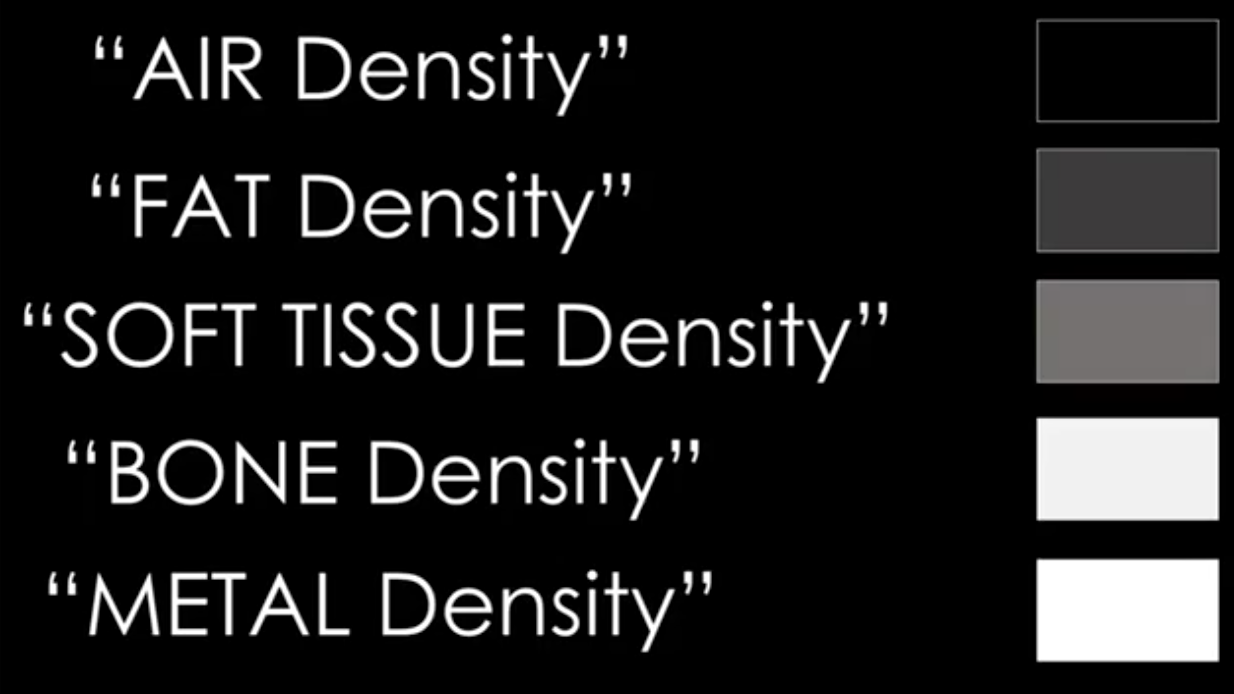 “AIR Density”
“FAT Density”
“SOFT TISSUE Density”
“BONE Density”
“METAL Density”